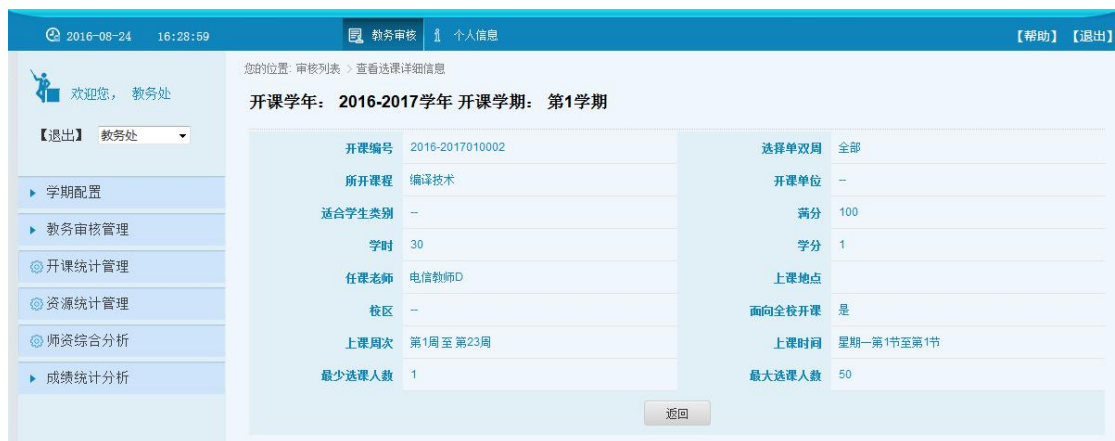 2016-08-24 16:28:59 教务审核 个人信息 【帮助】 【退出】
您的位置: 审核列表 > 查看选课详细信息
欢迎您, 教务处
开课学年: 2016-2017学年 开课学期: 第1学期
【退出】 教务处
开课编号 2016-2017010002 选择单双周 全部
所开课程 编译技术 开课单位 --
适合学生类别 -- 满分 100
学时 30 学分 1
任课老师 电信教师D 上课地点
校区 -- 面向全校开课 是
上课周次 第1周 至 第23周 上课时间 星期一第1节至第1节
最少选课人数 1 最大选课人数 50
返回
学期配置
教务审核管理
开课统计管理
资源统计管理
师资综合分析
成绩统计分析